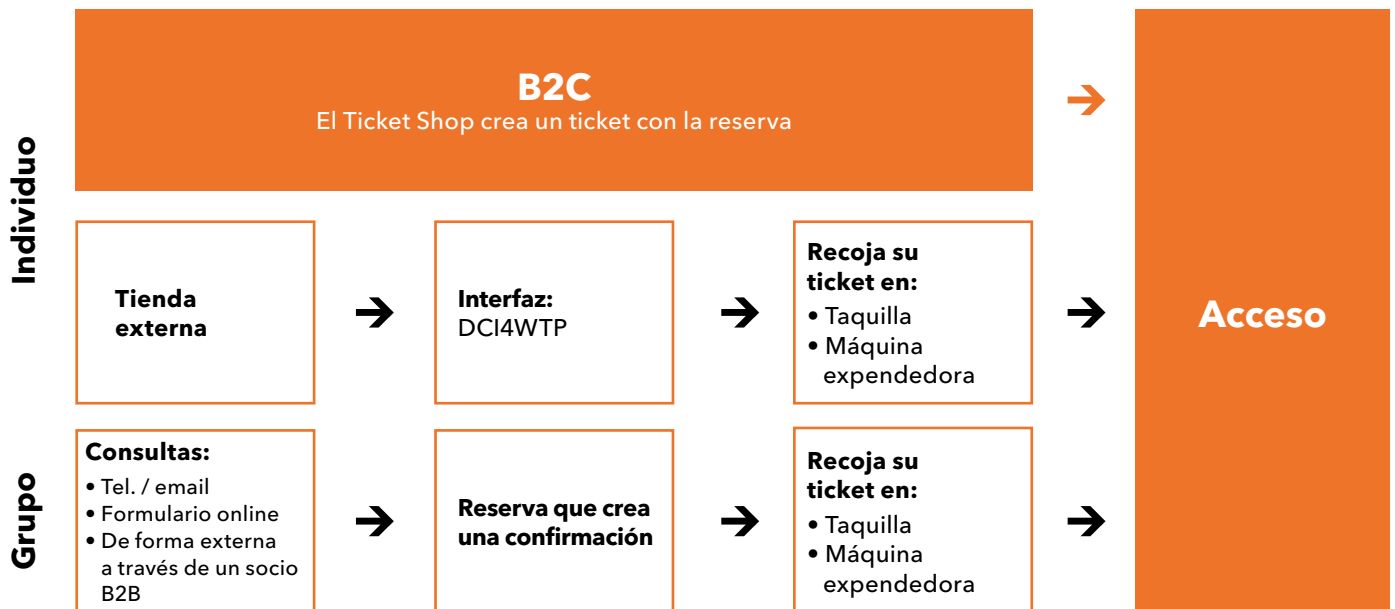 Individuo
B2C
El Ticket Shop crea un ticket con la reserva
Tienda
externa
Interfaz:
DCI4WTP
Recoja su
ticket en:
• Taquilla
• Máquina
expendedora
Acceso
Grupo
Consultas:
• Tel. / email
• Formulario online
• De forma externa
a través de un socio
B2B
Reserva que crea
una confirmación
Recoja su
ticket en:
• Taquilla
• Máquina
expendedora